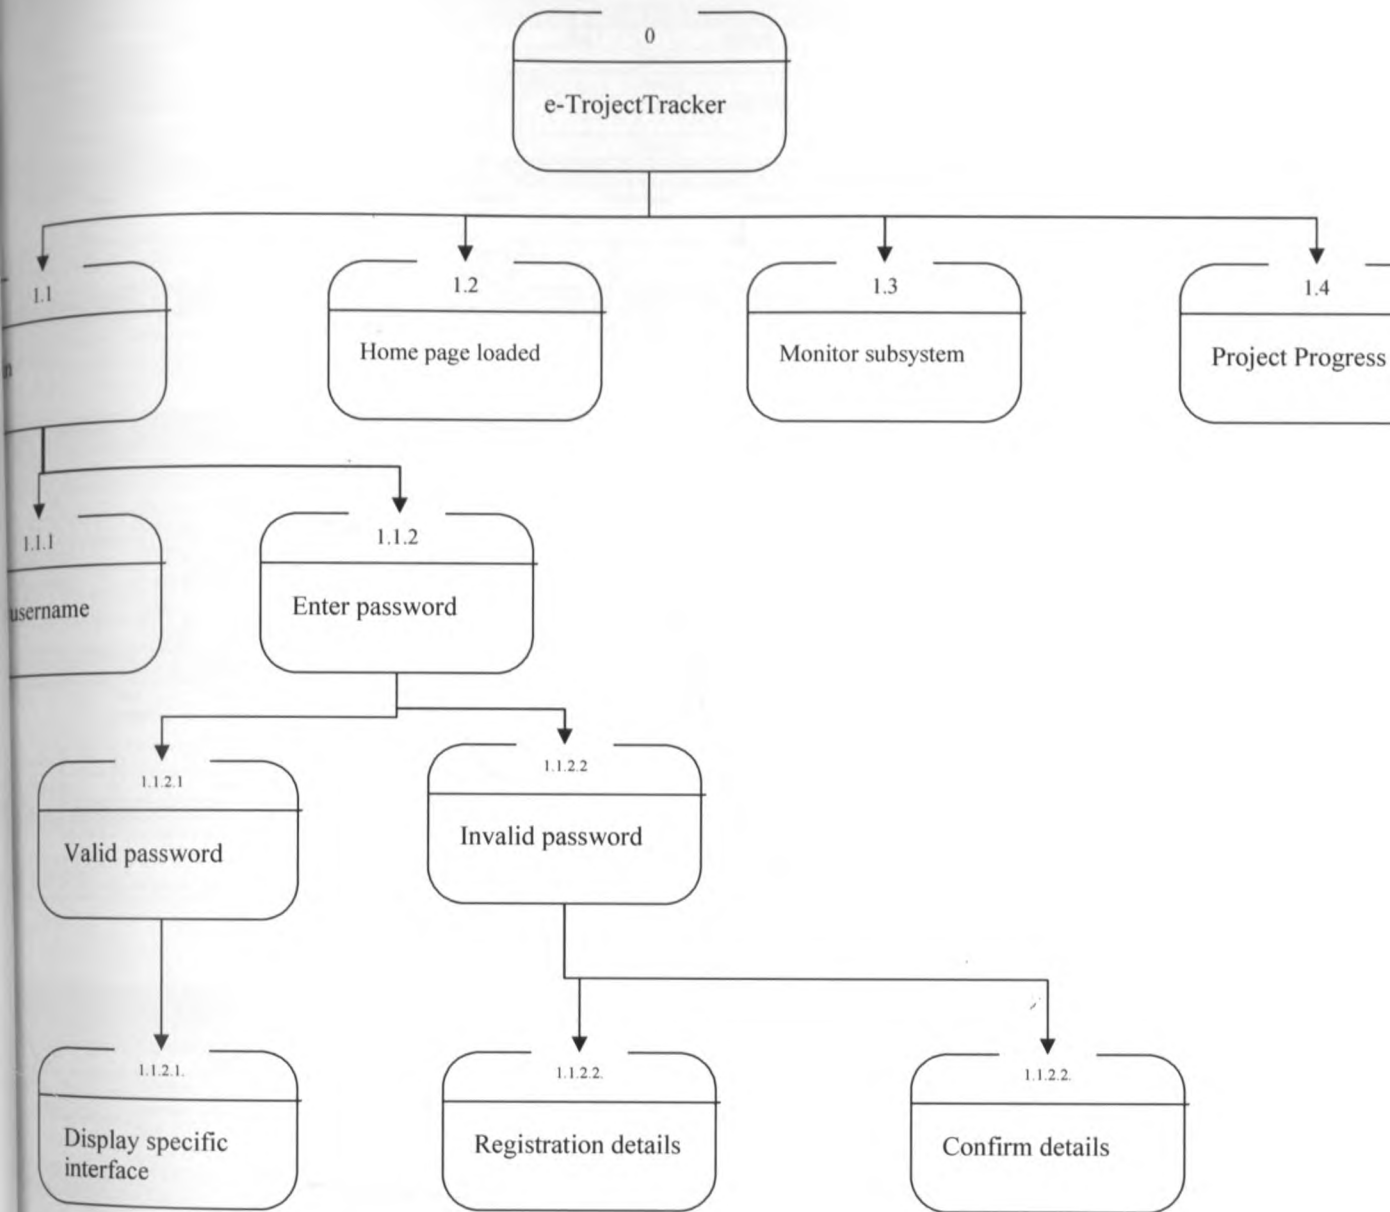 0
e-TrojectTracker
1.1
1.2
1.3
1.4
Home page loaded
Monitor subsystem
Project Progress
1.1.1
1.1.2
username
Enter password
1.1.2.1
1.1.2.2
Valid password
Invalid password
1.1.2.1.
1.1.2.2.
1.1.2.2.
Display specific
interface
Registration details
Confirm details